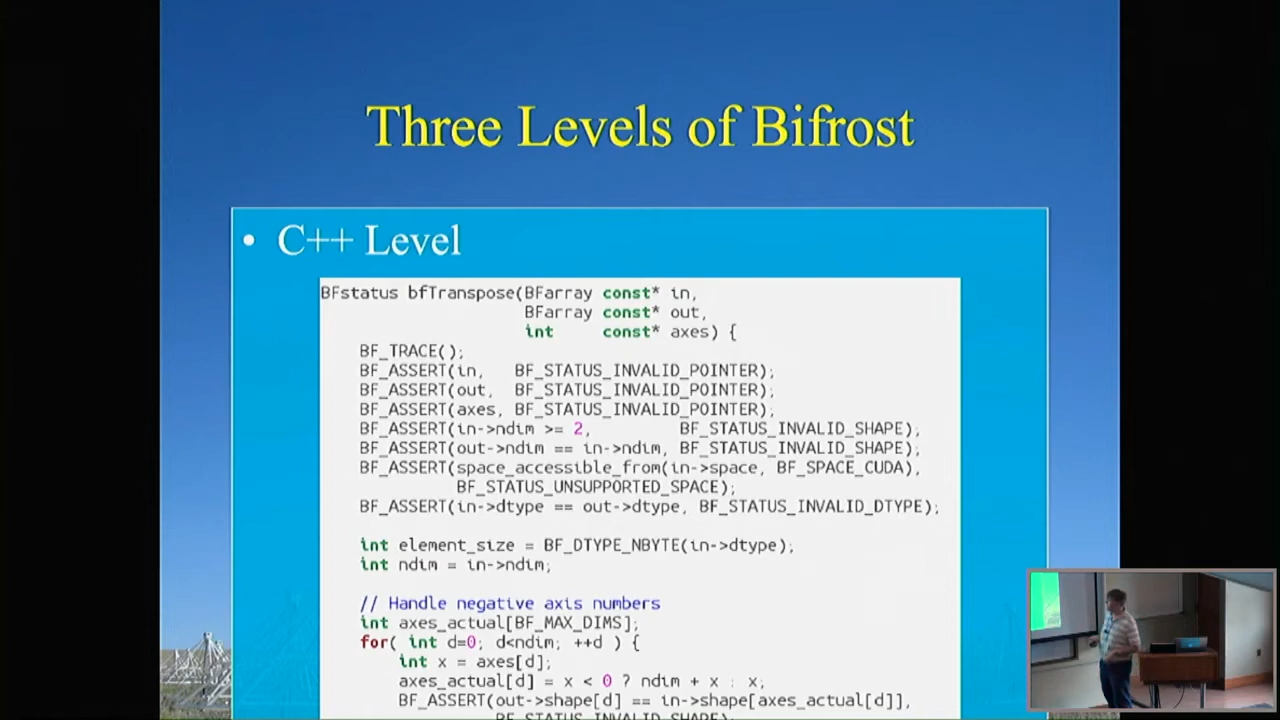 Three Levels of Bifrost
• C++ Level
BFstatus bfTranspose(BFarray const* in,
                     BFarray const* out,
                     int     const* axes) {
    BF_TRACE();
    BF_ASSERT(in,   BF_STATUS_INVALID_POINTER);
    BF_ASSERT(out,  BF_STATUS_INVALID_POINTER);
    BF_ASSERT(axes, BF_STATUS_INVALID_POINTER);
    BF_ASSERT(in->ndim >= 2,         BF_STATUS_INVALID_SHAPE);
    BF_ASSERT(out->ndim == in->ndim, BF_STATUS_INVALID_SHAPE);
    BF_ASSERT(space_accessible_from(in->space, BF_SPACE_CUDA),
              BF_STATUS_UNSUPPORTED_SPACE);
    BF_ASSERT(in->dtype == out->dtype, BF_STATUS_INVALID_DTYPE);
    int element_size = BF_DTYPE_NBYTE(in->dtype);
    int ndim = in->ndim;
    // Handle negative axis numbers
    int axes_actual[BF_MAX_DIMS];
    for( int d=0; d<ndim; ++d ) {
        int x = axes[d];
        axes_actual[d] = x < 0 ? ndim + x : x;
        BF_ASSERT(out->shape[d] == in->shape[axes_actual[d]],
                  BF_STATUS_INVALID_SHAPE);